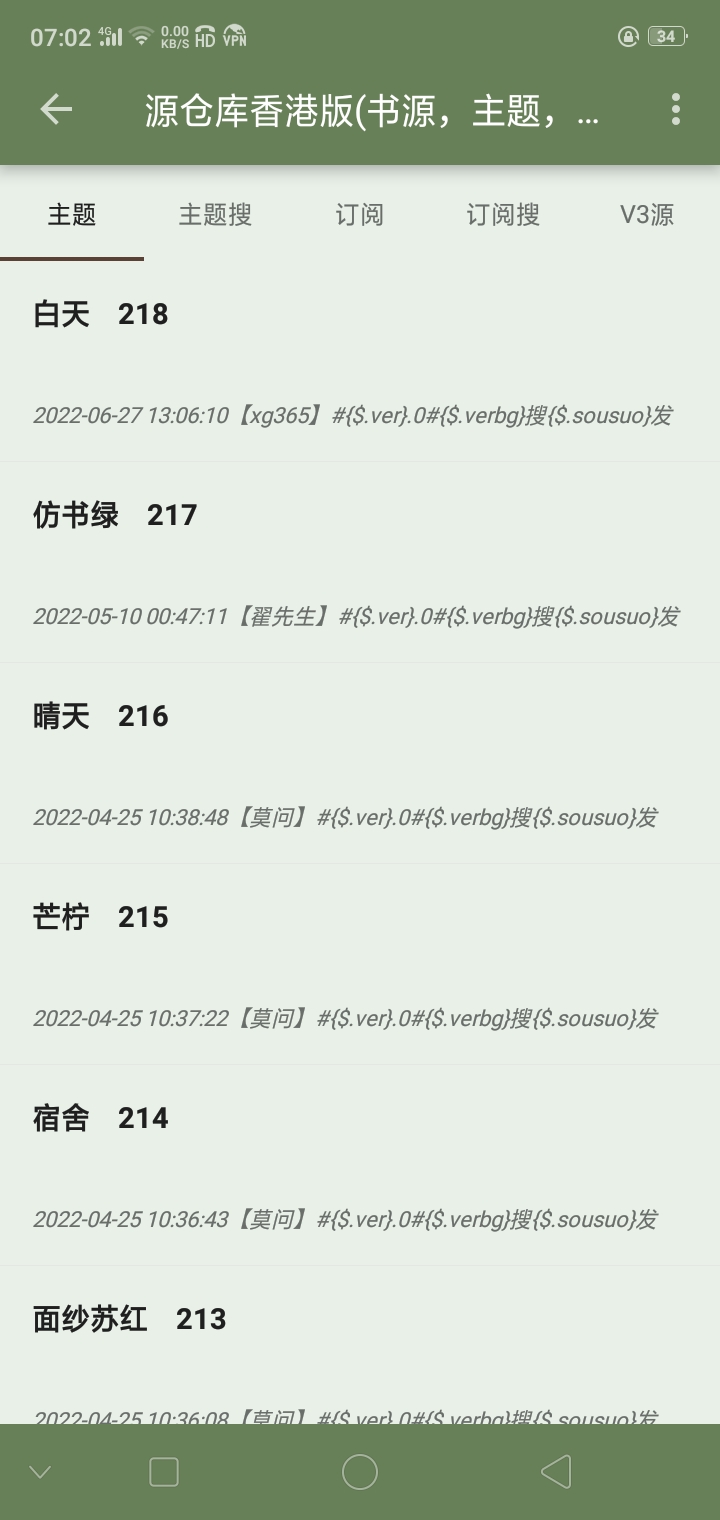 07:02 4G 0.00 KB/S HD VPN 34
源仓库香港版(书源，主题，...
主题 主题搜 订阅 订阅搜 V3源
白天 218
2022-06-27 13:06:10【xg365】#{$.ver}.0#{$.verbg}搜{$.sousuo}发
仿书绿 217
2022-05-10 00:47:11【翟先生】#{$.ver}.0#{$.verbg}搜{$.sousuo}发
晴天 216
2022-04-25 10:38:48【莫问】#{$.ver}.0#{$.verbg}搜{$.sousuo}发
芒柠 215
2022-04-25 10:37:22【莫问】#{$.ver}.0#{$.verbg}搜{$.sousuo}发
宿舍 214
2022-04-25 10:36:43【莫问】#{$.ver}.0#{$.verbg}搜{$.sousuo}发
面纱苏红 213
2022-04-25 10:36:08【莫问】#{$.ver}.0#{$.verbg}搜{$.sousuo}发